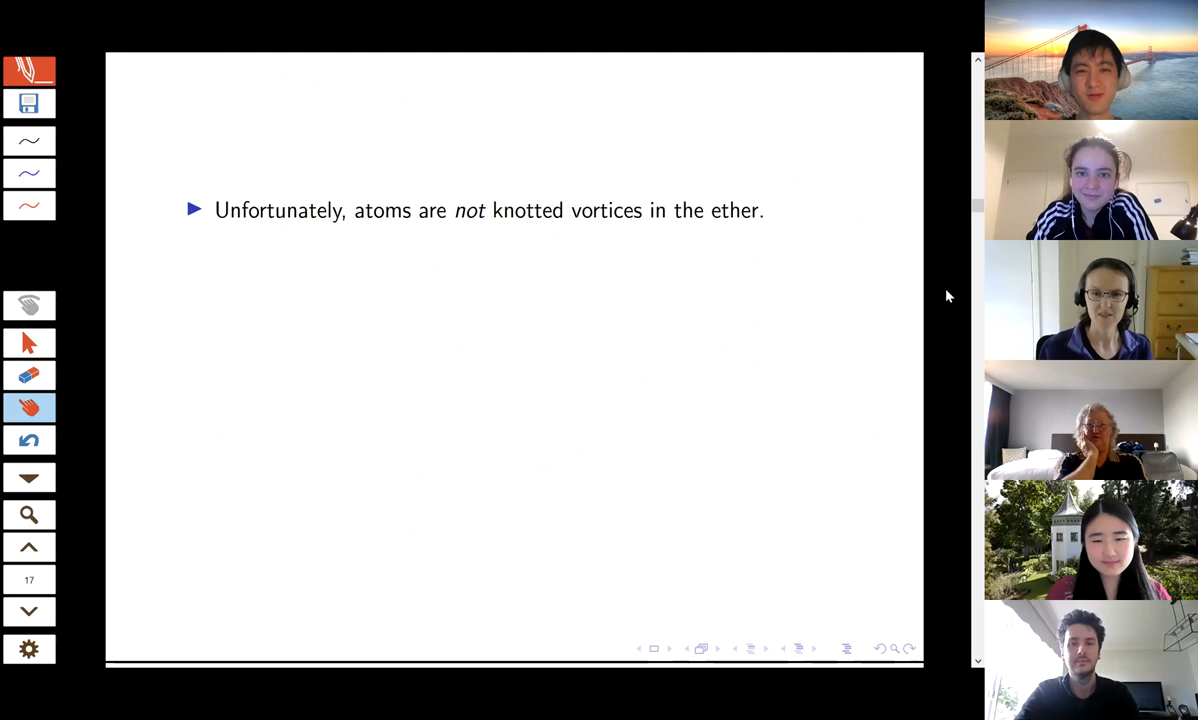 Unfortunately, atoms are not knotted vortices in the ether.
17